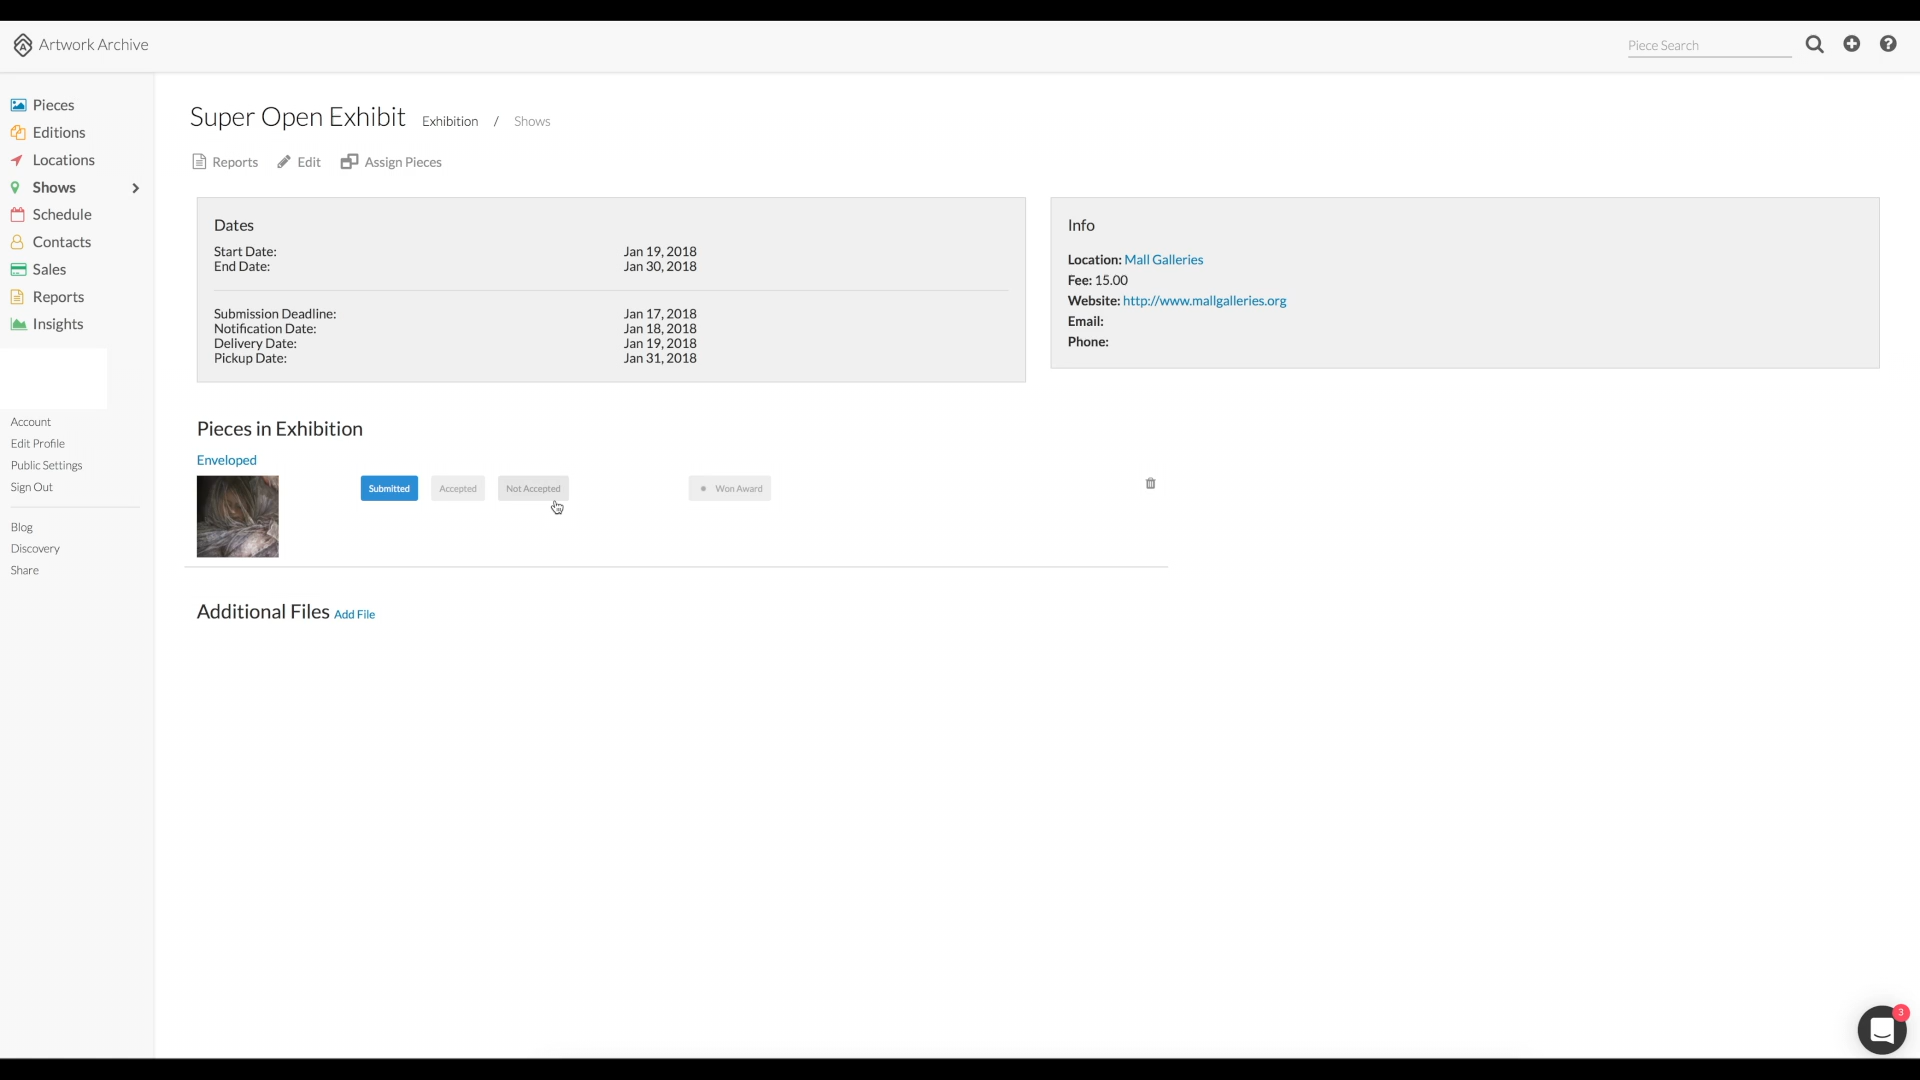 Artwork Archive
Piece Search
Pieces
Editions
Locations
Shows
Schedule
Contacts
Sales
Reports
Insights
Account
Edit Profile
Public Settings
Sign Out
Blog
Discovery
Share
Super Open Exhibit Exhibition / Shows
Reports Edit Assign Pieces
Dates
Start Date: Jan 19, 2018
End Date: Jan 30, 2018
Submission Deadline: Jan 17, 2018
Notification Date: Jan 18, 2018
Delivery Date: Jan 19, 2018
Pickup Date: Jan 31, 2018
Info
Location: Mall Galleries
Fee: 15.00
Website: http://www.mallgalleries.org
Email:
Phone:
Pieces in Exhibition
Enveloped
Submitted Accepted Not Accepted Won Award
Additional Files Add File
3